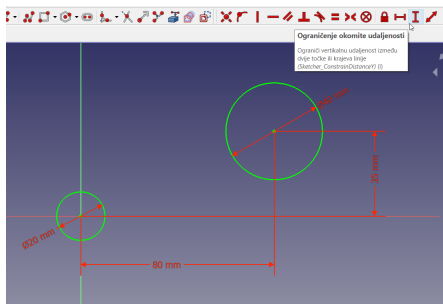 Ograničenje okomite udaljenosti
Ograniči vertikalnu udaljenost između
dvije točke ili krajeva linije
(Sketcher_ConstrainDistanceY) (I)
35 mm
Ø20 mm
80 mm